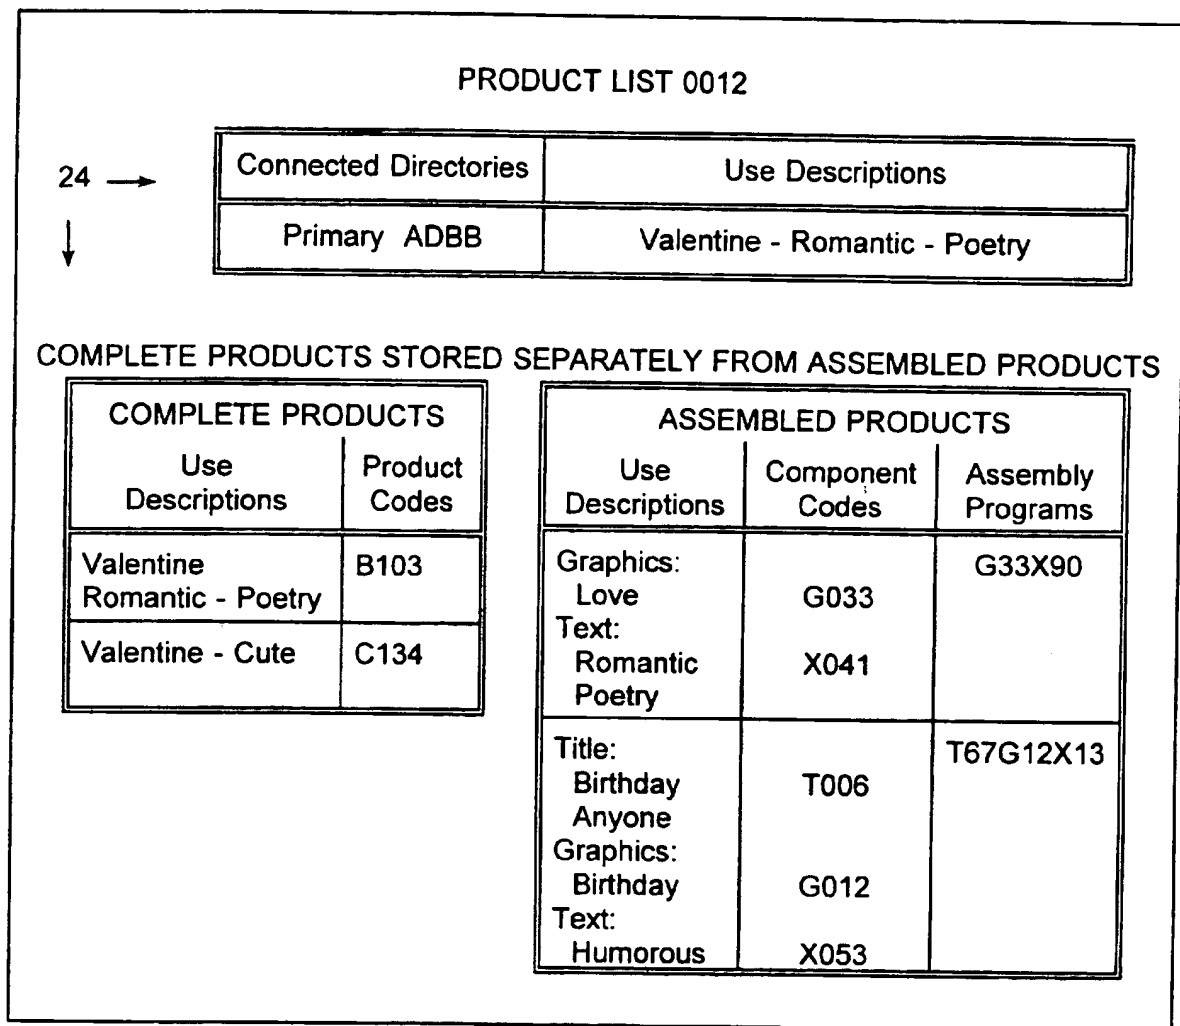 PRODUCT LIST 0012
24
Connected Directories Use Descriptions
Primary ADBB Valentine - Romantic - Poetry
COMPLETE PRODUCTS STORED SEPARATELY FROM ASSEMBLED PRODUCTS
COMPLETE PRODUCTS
Use Product
Descriptions Codes
Valentine B103
Romantic - Poetry
Valentine - Cute C134
ASSEMBLED PRODUCTS
Use Component Assembly
Descriptions Codes Programs
Graphics: G33X90
Love G033
Text:
Romantic X041
Poetry
Title: T67G12X13
Birthday T006
Anyone
Graphics:
Birthday G012
Text:
Humorous X053